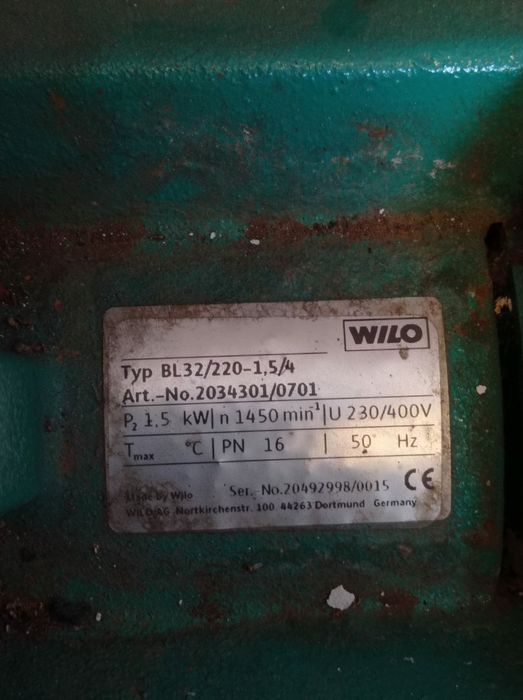 WILO
Typ BL32/220-1,5/4
Art.-No.2034301/0701
P₂ 1.5 kW | n 1450 min⁻¹ | U 230/400V
Tmax °C | PN 16 | 50 Hz
Ser. No.20492998/0015 CE
Made by Wilo
WILO AG Nortkirchenstr. 100 44263 Dortmund Germany